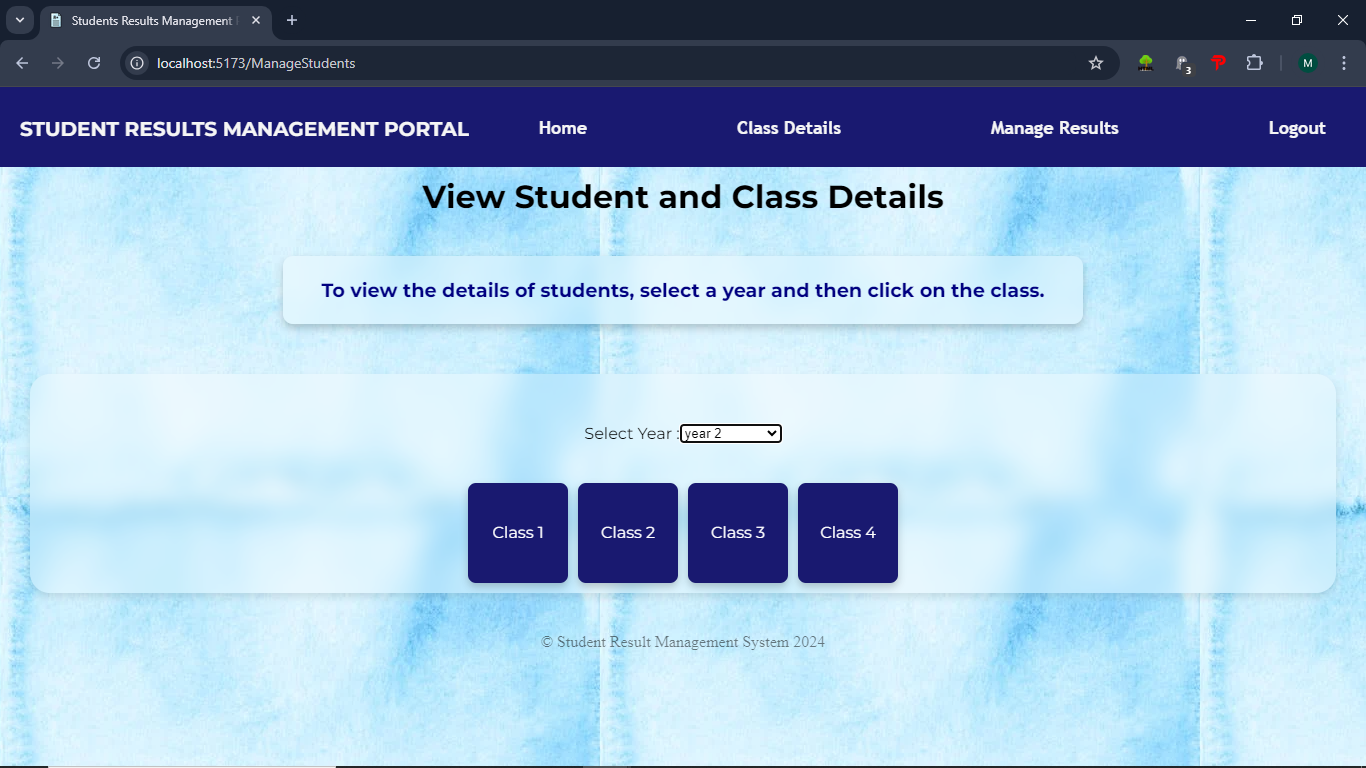 Students Results Management
localhost:5173/ManageStudents
3
M
STUDENT RESULTS MANAGEMENT PORTAL Home Class Details Manage Results Logout
View Student and Class Details
To view the details of students, select a year and then click on the class.
Select Year : year 2
Class 1 Class 2 Class 3 Class 4
© Student Result Management System 2024